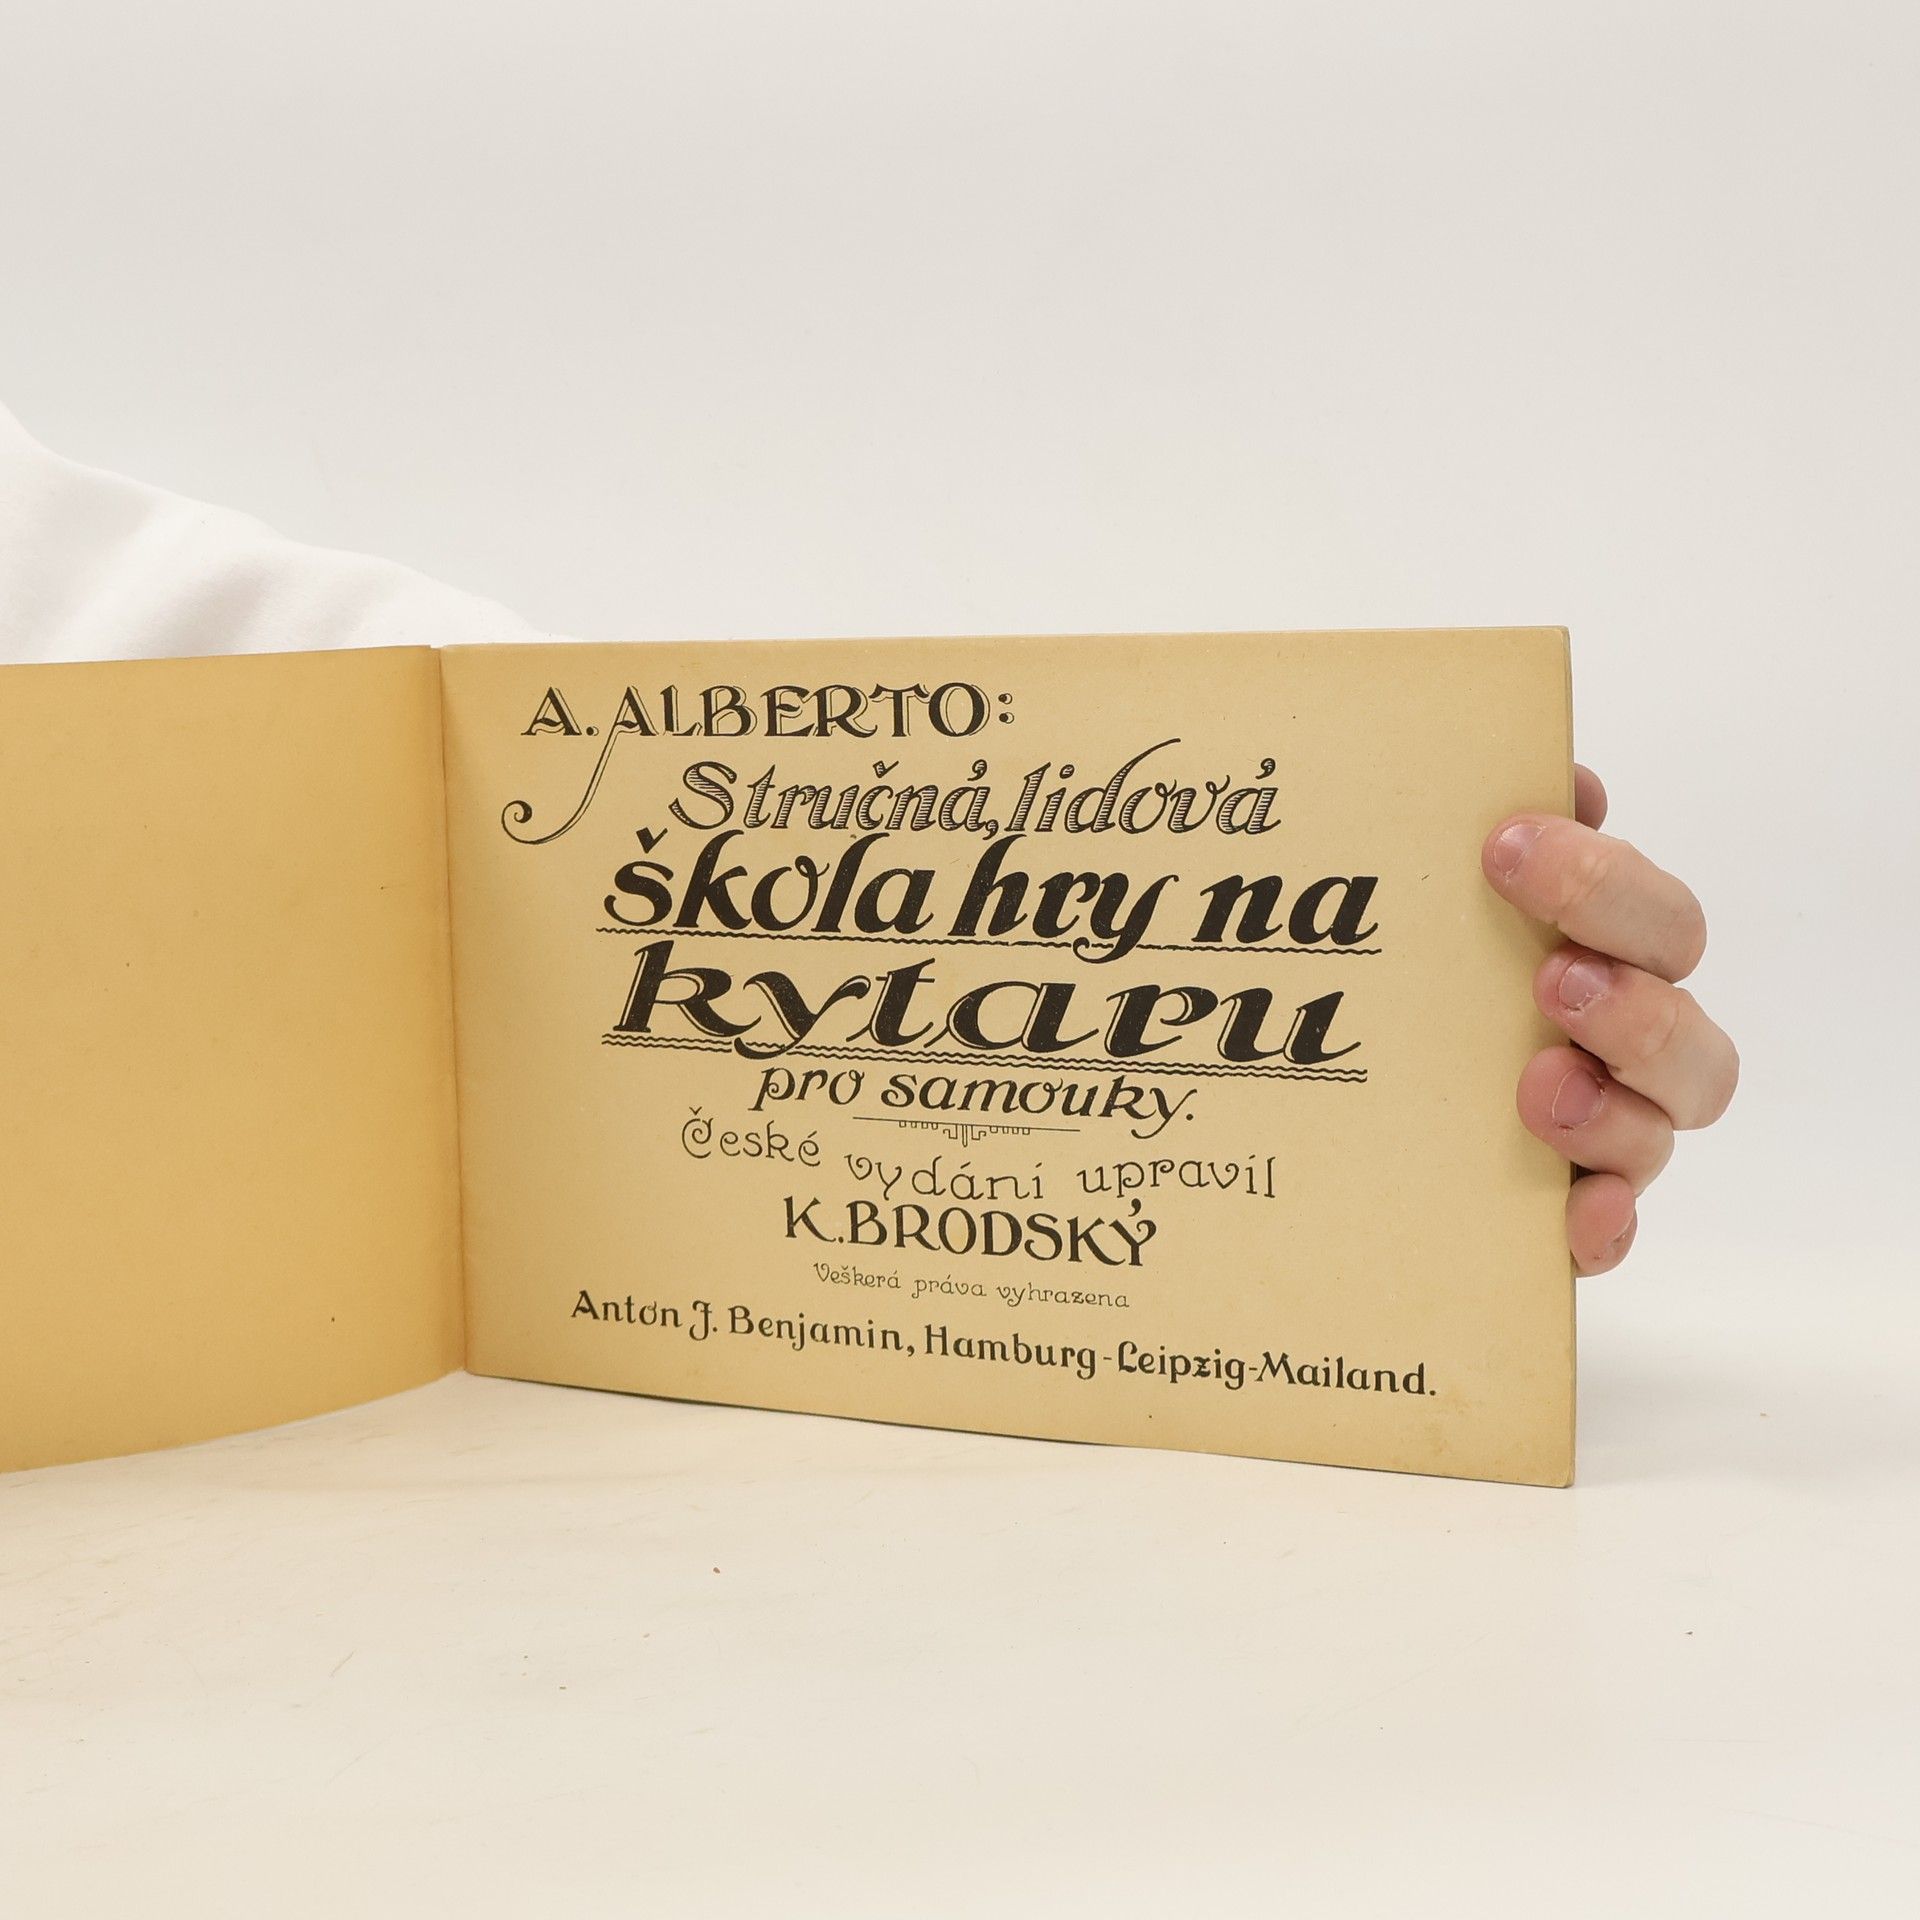 A. ALBERTO:
Stručná, lidová
škola hry na
kytaru
pro samouky.
České vydání upravil
K. BRODSKÝ
Veškerá práva vyhrazena
Anton J. Benjamin, Hamburg-Leipzig-Mailand.